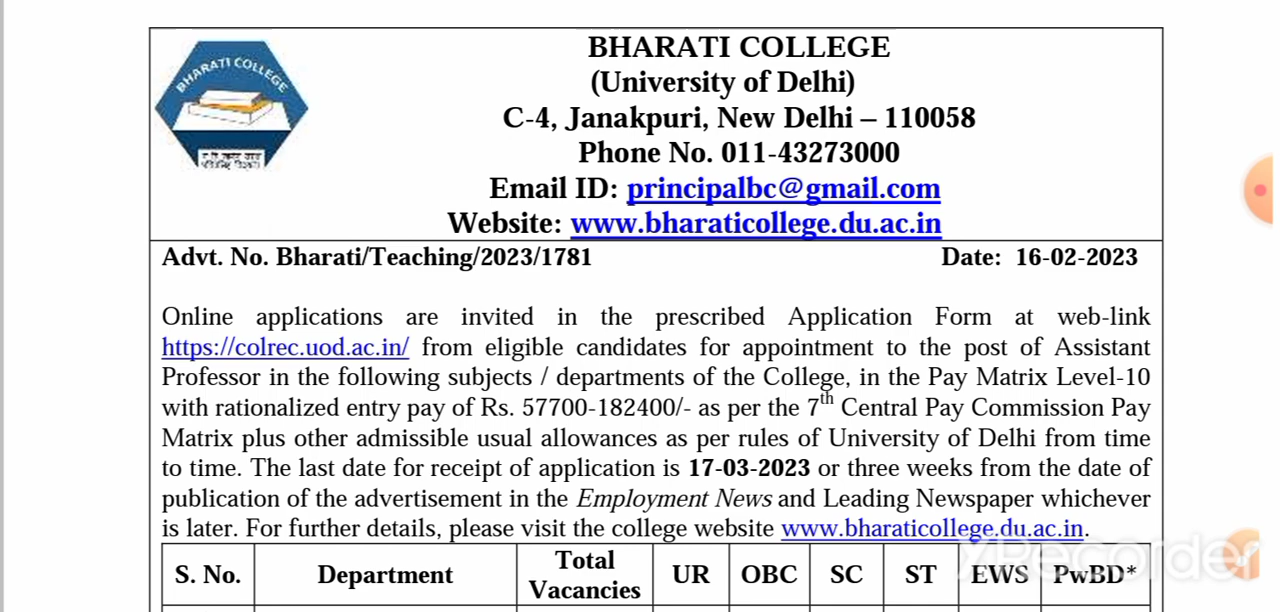 BHARATI COLLEGE
BHARATI COLLEGE
(University of Delhi)
C-4, Janakpuri, New Delhi – 110058
Phone No. 011-43273000
Email ID: principalbc@gmail.com
Website: www.bharaticollege.du.ac.in
Advt. No. Bharati/Teaching/2023/1781 Date: 16-02-2023
Online applications are invited in the prescribed Application Form at web-link
https://colrec.uod.ac.in/ from eligible candidates for appointment to the post of Assistant
Professor in the following subjects / departments of the College, in the Pay Matrix Level-10
with rationalized entry pay of Rs. 57700-182400/- as per the 7th Central Pay Commission Pay
Matrix plus other admissible usual allowances as per rules of University of Delhi from time
to time. The last date for receipt of application is 17-03-2023 or three weeks from the date of
publication of the advertisement in the Employment News and Leading Newspaper whichever
is later. For further details, please visit the college website www.bharaticollege.du.ac.in.
S. No. Department Total Vacancies UR OBC SC ST EWS PwBD*
XRecorder